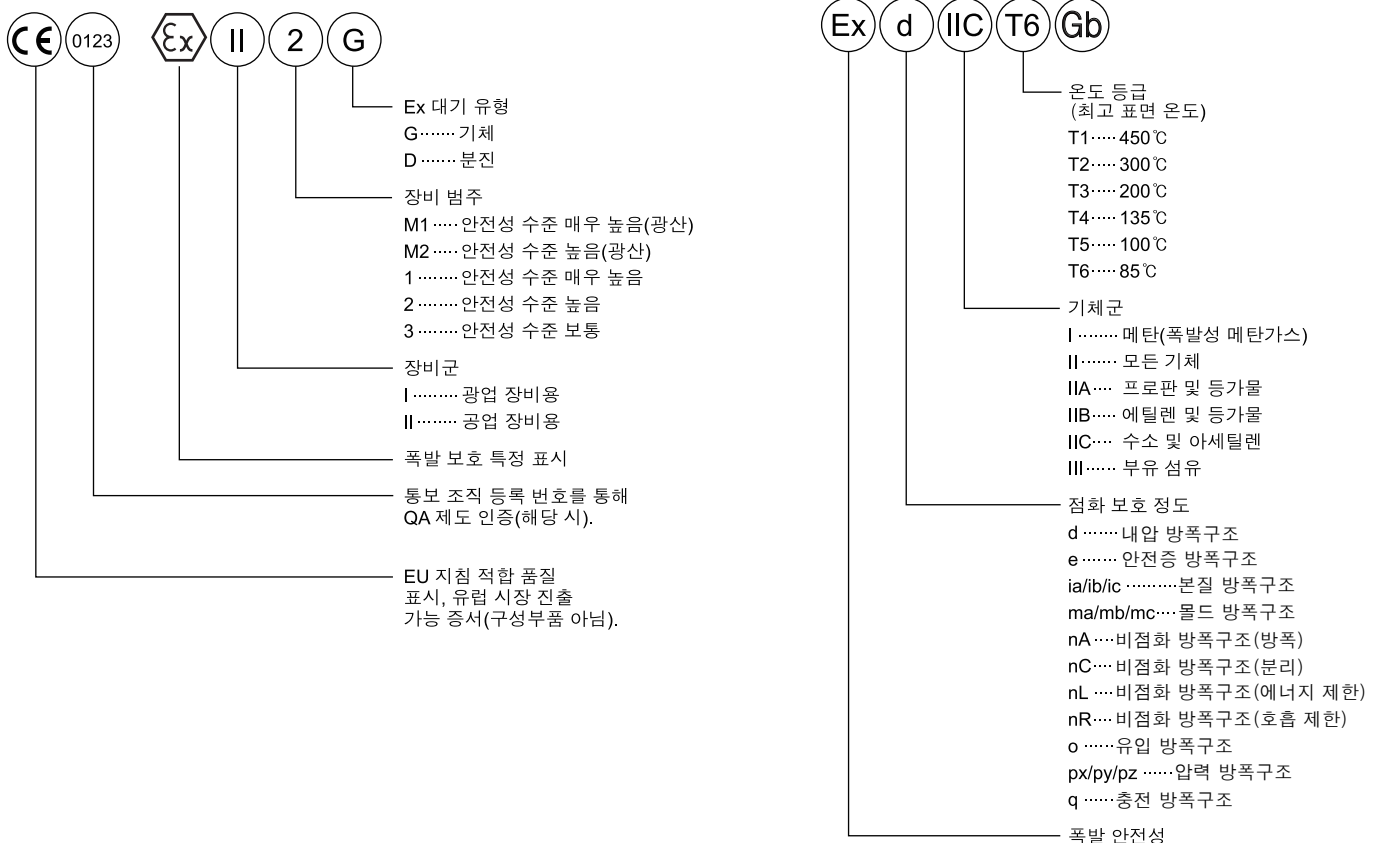 CE 0123 Ex II 2 G
Ex 대기 유형
G ······· 기체
D ······· 분진
장비 범주
M1 ····· 안전성 수준 매우 높음(광산)
M2 ····· 안전성 수준 높음(광산)
1 ········ 안전성 수준 매우 높음
2 ········ 안전성 수준 높음
3 ········ 안전성 수준 보통
장비군
I ········· 광업 장비용
II ········ 공업 장비용
폭발 보호 특정 표시
통보 조직 등록 번호를 통해
QA 제도 인증(해당 시).
EU 지침 적합 품질
표시, 유럽 시장 진출
가능 증서(구성부품 아님).
Ex d IIC T6 Gb
온도 등급
(최고 표면 온도)
T1 ····· 450℃
T2 ····· 300℃
T3 ····· 200℃
T4 ····· 135℃
T5 ····· 100℃
T6 ····· 85℃
기체군
I ········ 메탄(폭발성 메탄가스)
II ······· 모든 기체
IIA ···· 프로판 및 등가물
IIB ····· 에틸렌 및 등가물
IIC ···· 수소 및 아세틸렌
III ······ 부유 섬유
점화 보호 정도
d ······· 내압 방폭구조
e ······· 안전증 방폭구조
ia/ib/ic ·········· 본질 방폭구조
ma/mb/mc ···· 몰드 방폭구조
nA ···· 비점화 방폭구조(방폭)
nC ···· 비점화 방폭구조(분리)
nL ···· 비점화 방폭구조(에너지 제한)
nR ···· 비점화 방폭구조(호흡 제한)
o ······ 유입 방폭구조
px/py/pz ······ 압력 방폭구조
q ······ 충전 방폭구조
폭발 안전성